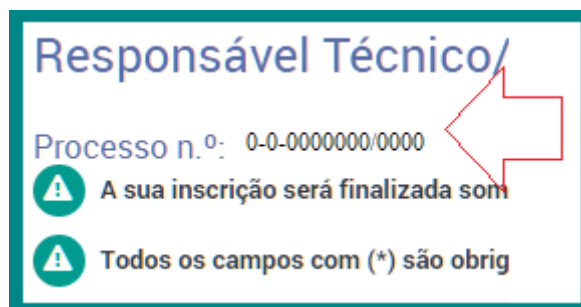 Responsável Técnico/
Processo n.º: 0-0-0000000/0000
A sua inscrição será finalizada som
Todos os campos com (*) são obrig